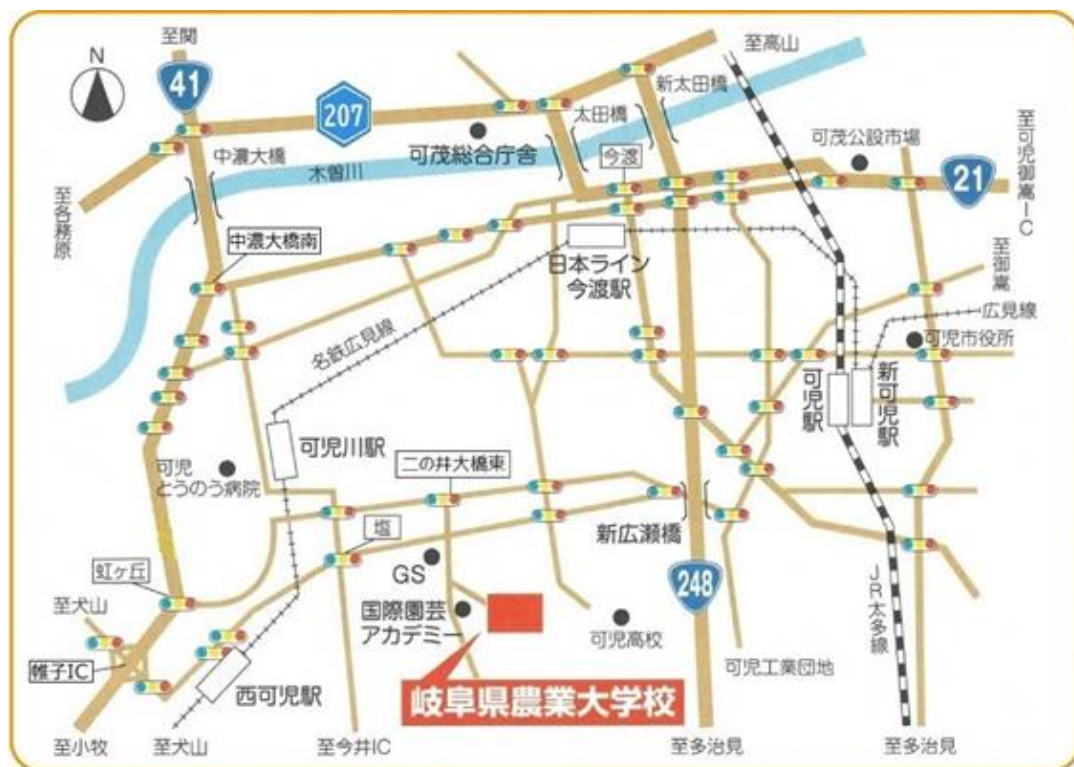 至関
N
41
207
至高山
新太田橋
太田橋
可茂総合庁舎
可茂公設市場
今渡
至可児御嵩IC
21
中濃大橋
木曽川
至各務原
中濃大橋南
日本ライン
今渡駅
至御嵩
広見線
名鉄広見線
可児市役所
可児駅
新可児駅
可児川駅
二の井大橋東
可児
とうのう病院
塩
新広瀬橋
GS
虹ヶ丘
248
JR太多線
至犬山
国際園芸
アカデミー
可児高校
可児工業団地
帷子IC
西可児駅
岐阜県農業大学校
至小牧
至犬山
至今井IC
至多治見
至多治見